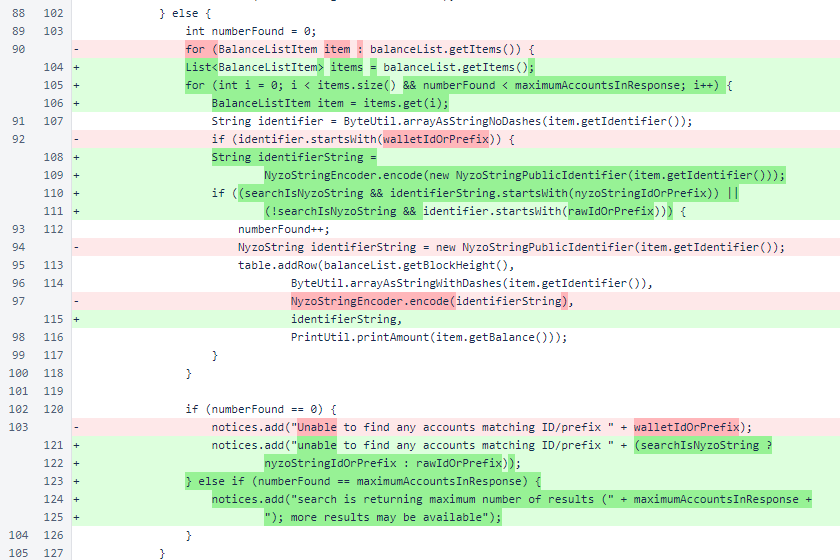 88 102 } else {
89 103 int numberFound = 0;
90 - for (BalanceListItem item : balanceList.getItems()) {
104 + List<BalanceListItem> items = balanceList.getItems();
105 + for (int i = 0; i < items.size() && numberFound < maximumAccountsInResponse; i++) {
106 + BalanceListItem item = items.get(i);
91 107 String identifier = ByteUtil.arrayAsStringNoDashes(item.getIdentifier());
92 - if (identifier.startsWith(walletIdOrPrefix)) {
108 + String identifierString =
109 + NyzoStringEncoder.encode(new NyzoStringPublicIdentifier(item.getIdentifier()));
110 + if ((searchIsNyzoString && identifierString.startsWith(nyzoStringIdOrPrefix)) ||
111 + (!searchIsNyzoString && identifier.startsWith(rawIdOrPrefix))) {
93 112 numberFound++;
94 - NyzoString identifierString = new NyzoStringPublicIdentifier(item.getIdentifier());
95 113 table.addRow(balanceList.getBlockHeight(),
96 114 ByteUtil.arrayAsStringWithDashes(item.getIdentifier()),
97 - NyzoStringEncoder.encode(identifierString),
115 + identifierString,
98 116 PrintUtil.printAmount(item.getBalance()));
99 117 }
100 118 }
101 119
102 120 if (numberFound == 0) {
103 - notices.add("Unable to find any accounts matching ID/prefix " + walletIdOrPrefix);
121 + notices.add("unable to find any accounts matching ID/prefix " + (searchIsNyzoString ?
122 + nyzoStringIdOrPrefix : rawIdOrPrefix));
123 + } else if (numberFound == maximumAccountsInResponse) {
124 + notices.add("search is returning maximum number of results (" + maximumAccountsInResponse +
125 + "); more results may be available");
104 126 }
105 127 }